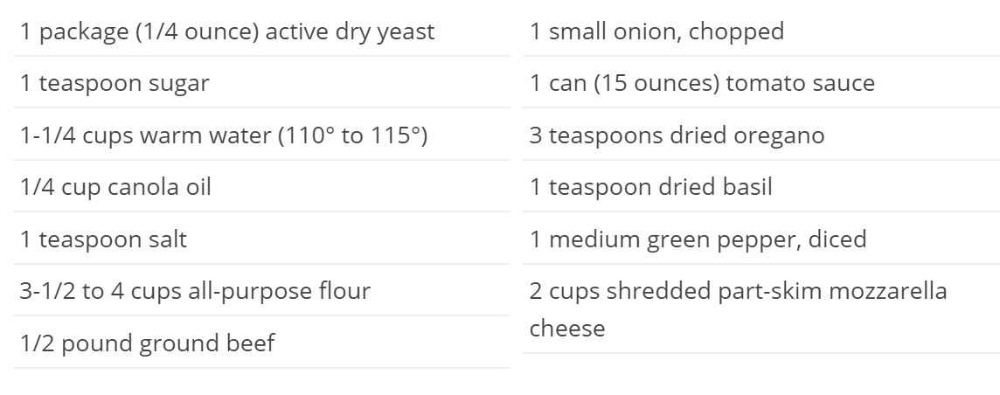 1 package (1/4 ounce) active dry yeast
1 teaspoon sugar
1-1/4 cups warm water (110° to 115°)
1/4 cup canola oil
1 teaspoon salt
3-1/2 to 4 cups all-purpose flour
1/2 pound ground beef
1 small onion, chopped
1 can (15 ounces) tomato sauce
3 teaspoons dried oregano
1 teaspoon dried basil
1 medium green pepper, diced
2 cups shredded part-skim mozzarella
cheese